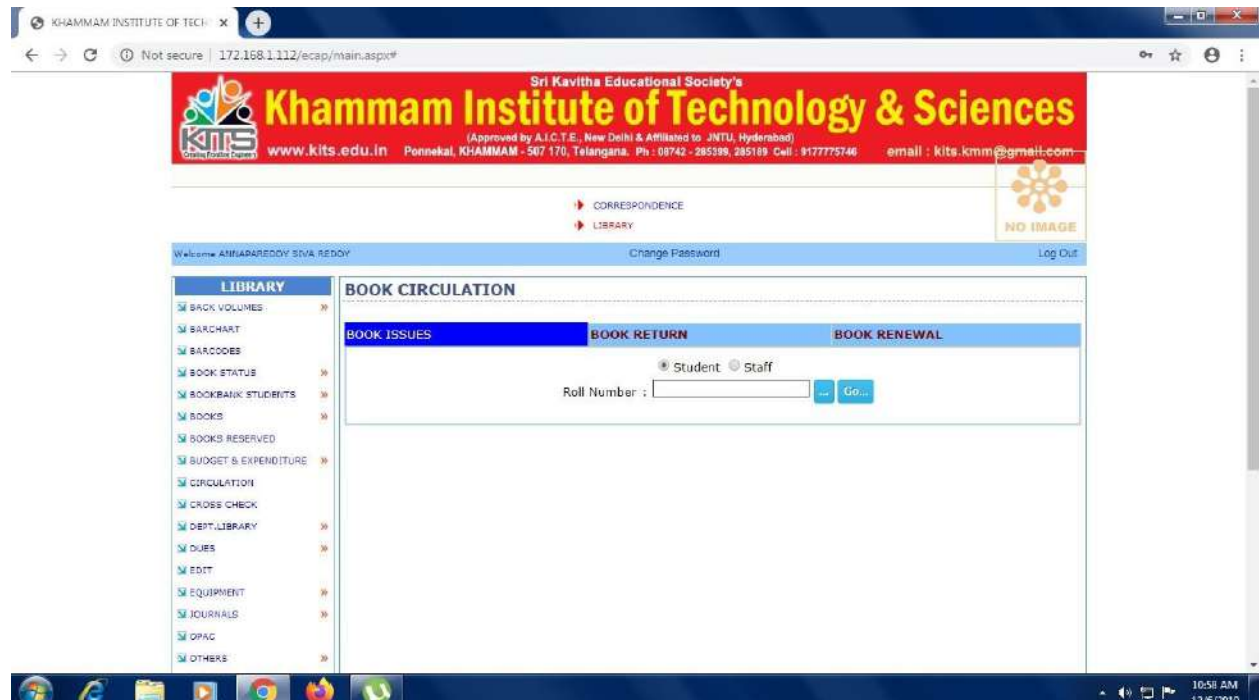 KHAMMAM INSTITUTE OF TECH
Not secure | 172.168.1.112/ecap/main.aspx#
Sri Kavitha Educational Society's
Khammam Institute of Technology & Sciences
(Approved by A.I.C.T.E., New Delhi & Affiliated to JNTU, Hyderabad)
KITS
Creating Frontline Engineers
www.kits.edu.in Ponnekal, KHAMMAM - 507 170, Telangana. Ph : 08742 - 285399, 285189 Cell : 9177775746 email : kits.kmm@gmail.com
CORRESPONDENCE
LIBRARY
NO IMAGE
Welcome ANNAPAREDDY SIVA REDDY Change Password Log Out
LIBRARY
BACK VOLUMES
BARCHART
BARCODES
BOOK STATUS
BOOKBANK STUDENTS
BOOKS
BOOKS RESERVED
BUDGET & EXPENDITURE
CIRCULATION
CROSS CHECK
DEPT.LIBRARY
DUES
EDIT
EQUIPMENT
JOURNALS
OPAC
OTHERS
BOOK CIRCULATION
BOOK ISSUES BOOK RETURN BOOK RENEWAL
Student Staff
Roll Number : ... Go...
10:58 AM